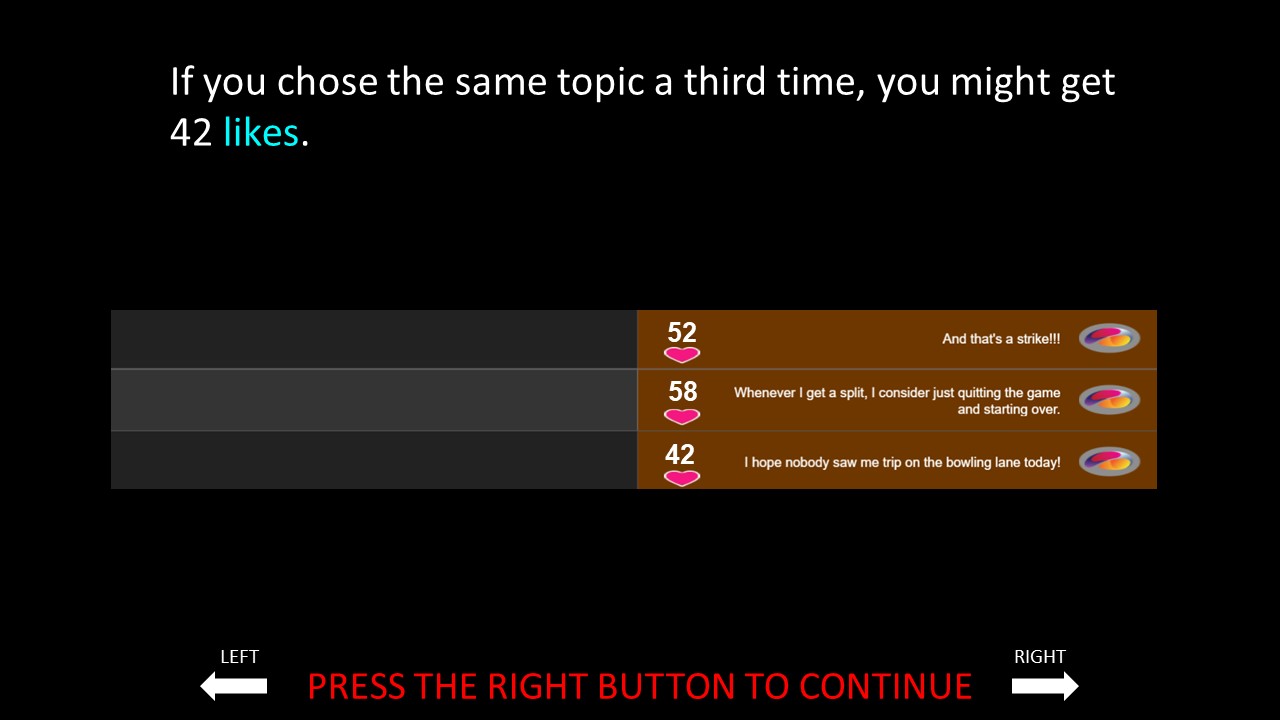 If you chose the same topic a third time, you might get
42 likes.
52
And that's a strike!!!
58
Whenever I get a split, I consider just quitting the game
and starting over.
42
I hope nobody saw me trip on the bowling lane today!
LEFT
RIGHT
PRESS THE RIGHT BUTTON TO CONTINUE